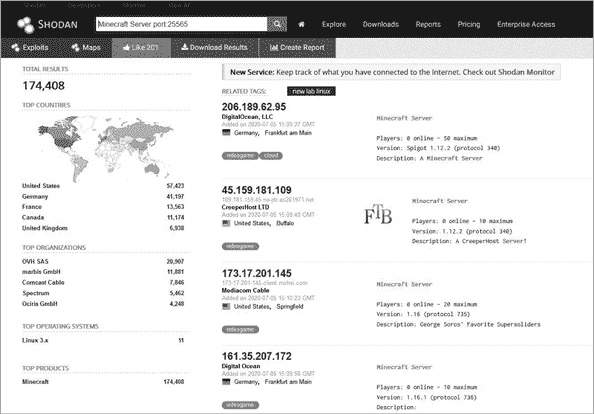 SHODAN
Minecraft Server port:25565
Explore Downloads Reports Pricing Enterprise Access
Exploits Maps Like 201 Download Results Create Report
TOTAL RESULTS
174,408
TOP COUNTRIES
United States 57,423
Germany 41,197
France 13,563
Canada 11,174
United Kingdom 6,938
TOP ORGANIZATIONS
OVH SAS 20,907
marbis GmbH 11,881
Comcast Cable 7,846
Spectrum 5,462
Ociris GmbH 4,248
TOP OPERATING SYSTEMS
Linux 3.x 11
TOP PRODUCTS
Minecraft 174,408
New Service: Keep track of what you have connected to the Internet. Check out Shodan Monitor
RELATED TAGS: new lab linux
206.189.62.95
DigitalOcean, LLC
Added on 2020-07-05 15:09:27 GMT
Germany, Frankfurt am Main
videogame cloud
Minecraft Server
Players: 0 online - 50 maximum
Version: Spigot 1.12.2 (protocol 340)
Description: A Minecraft Server
45.159.181.109
CreeperHost LTD
Added on 2020-07-05 15:09:43 GMT
United States, Buffalo
videogame
FTB
Minecraft Server
Players: 0 online - 10 maximum
Version: 1.12.2 (protocol 340)
Description: A CreeperHost Server!
173.17.201.145
173-17-201-145.client.mchsi.com
Mediacom Cable
Added on 2020-07-05 15:10:23 GMT
United States, Springfield
videogame
Minecraft Server
Players: 0 online - 20 maximum
Version: 1.16 (protocol 735)
Description: George Soros' Favorite Supersoliders
161.35.207.172
Digital Ocean
Added on 2020-07-05 15:09:58 GMT
Germany, Frankfurt am Main
videogame
Minecraft Server
Players: 0 online - 10 maximum
Version: 1.16.1 (protocol 736)
Description: